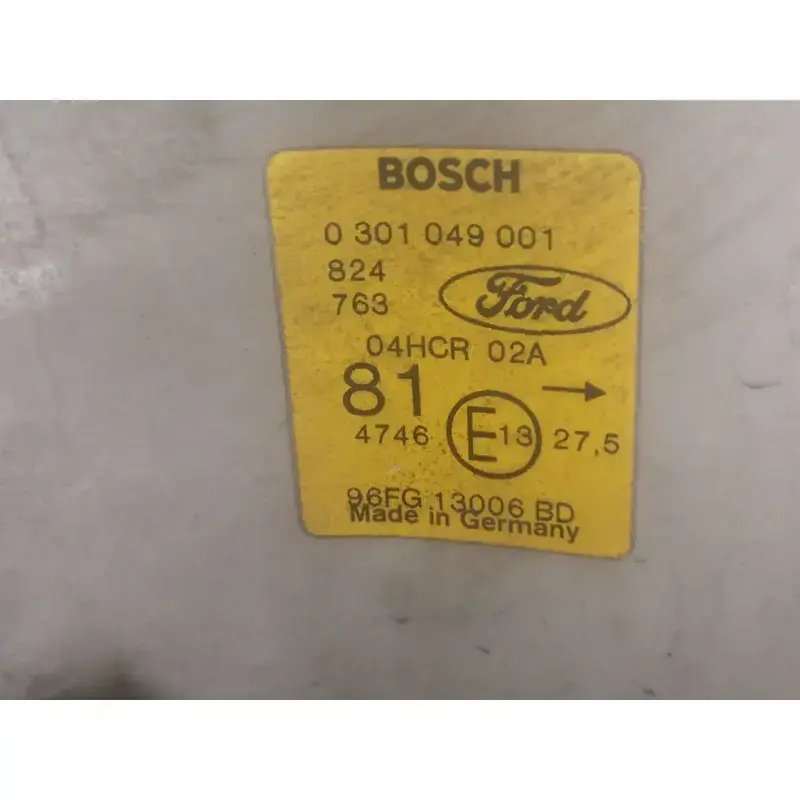 BOSCH
0 301 049 001
824
763
Ford
04HCR 02A
81
4746 E13 27,5
96FG 13006 BD
Made in Germany